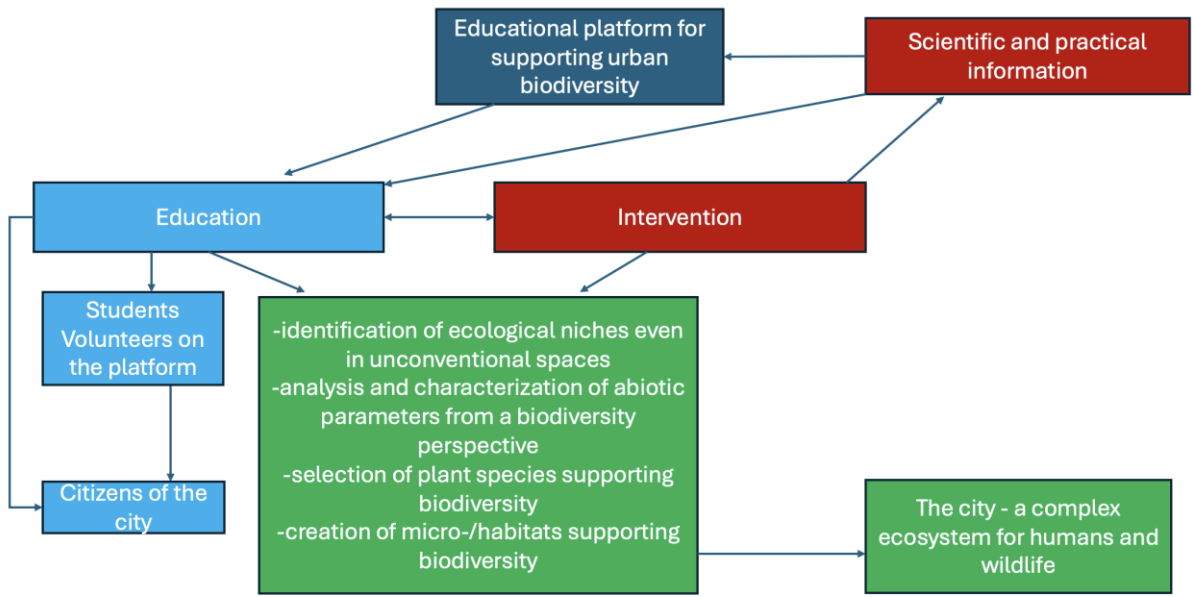 Educational platform for
supporting urban
biodiversity
Scientific and practical
information
Education
Intervention
Students
Volunteers on
the platform
-identification of ecological niches even
in unconventional spaces
-analysis and characterization of abiotic
parameters from a biodiversity
perspective
-selection of plant species supporting
biodiversity
-creation of micro-/habitats supporting
biodiversity
Citizens of the
city
The city - a complex
ecosystem for humans and
wildlife